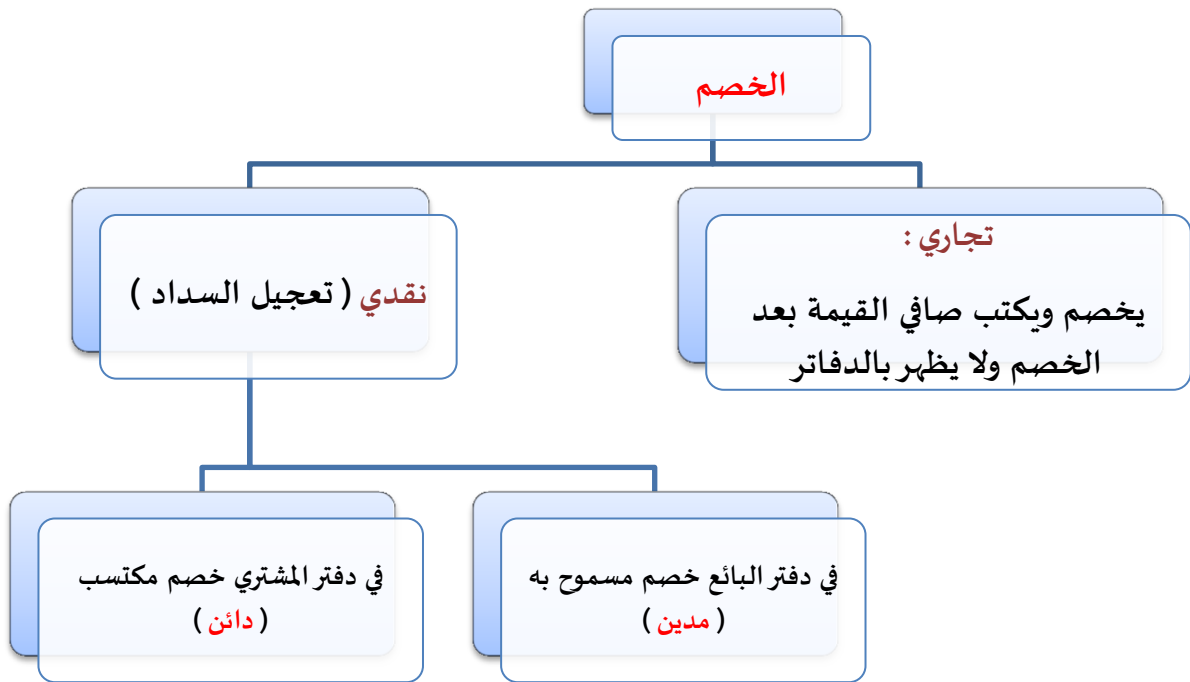 الخصم
تجاري :
يخصم ويكتب صافي القيمة بعد
الخصم ولا يظهر بالدفاتر
نقدي ( تعجيل السداد )
في دفتر البائع خصم مسموح به
( مدين )
في دفتر المشتري خصم مكتسب
( دائن )